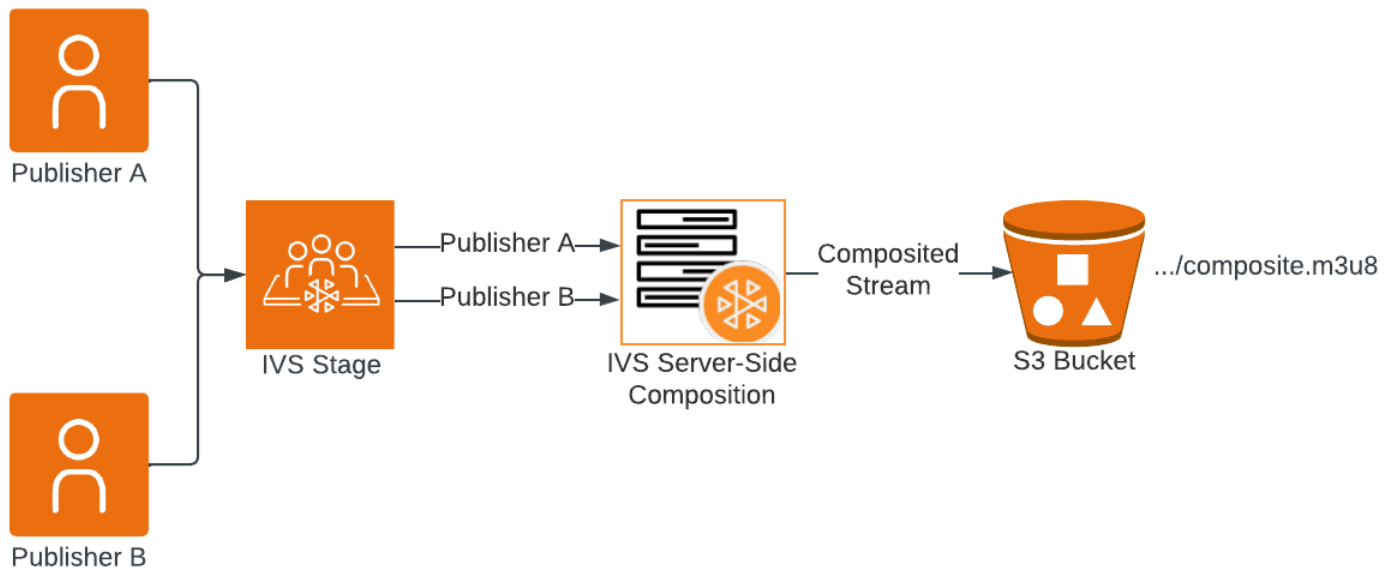 Publisher A
Publisher B
IVS Stage
Publisher A
Publisher B
IVS Server-Side
Composition
Composited
Stream
S3 Bucket
.../composite.m3u8